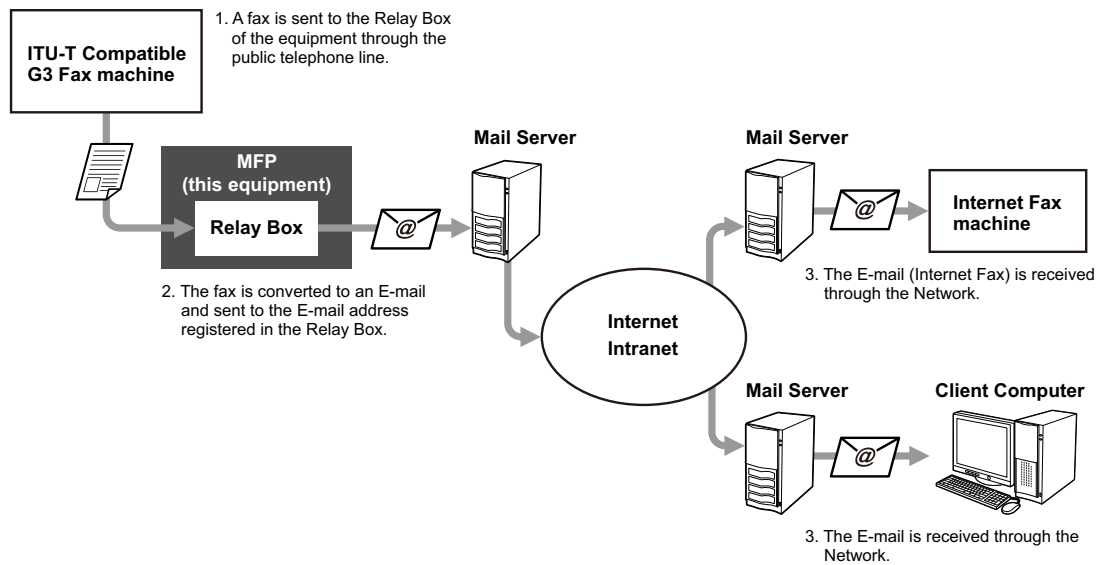 1. A fax is sent to the Relay Box
of the equipment through the
public telephone line.
ITU-T Compatible
G3 Fax machine
MFP
(this equipment)
Relay Box
@
Mail Server
2. The fax is converted to an E-mail
and sent to the E-mail address
registered in the Relay Box.
Internet
Intranet
Mail Server
@
Internet Fax
machine
3. The E-mail (Internet Fax) is received
through the Network.
Mail Server
@
Client Computer
3. The E-mail is received through the
Network.